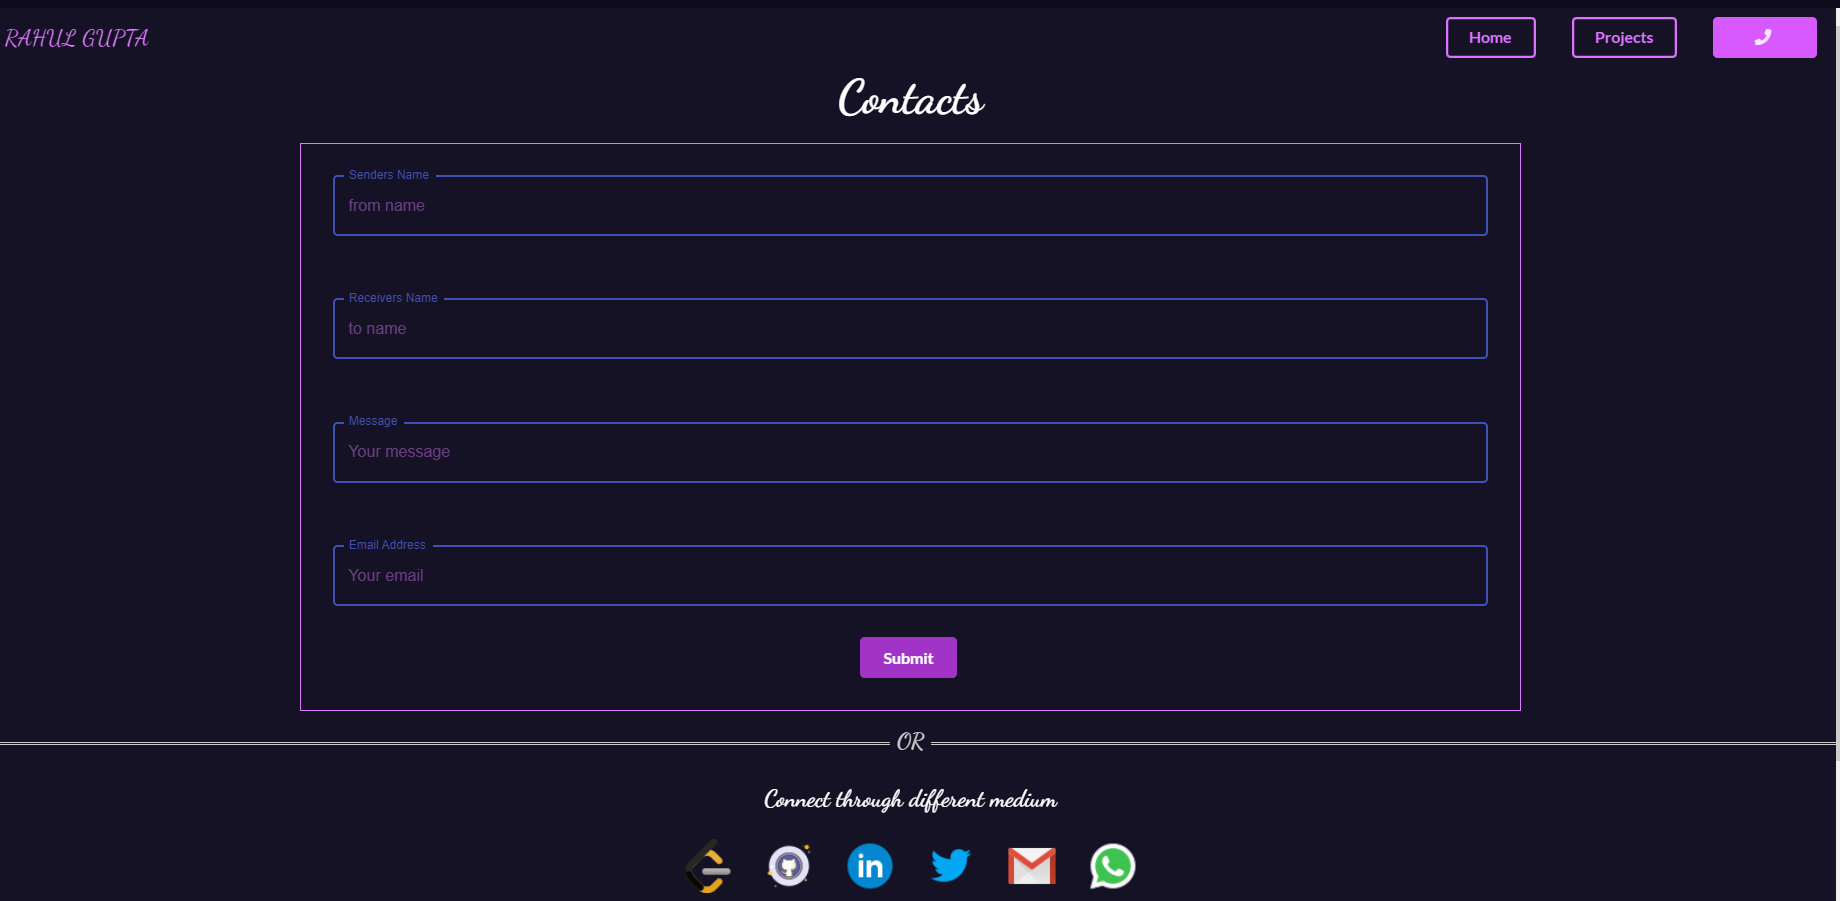 RAHUL GUPTA
Home
Projects
Contacts
Senders Name
from name
Receivers Name
to name
Message
Your message
Email Address
Your email
Submit
OR
Connect through different medium
in